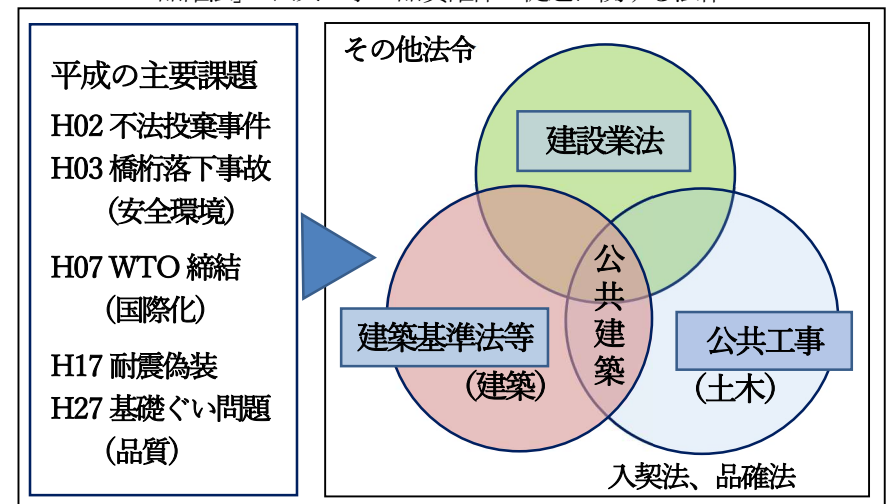 平成の主要課題
H02 不法投棄事件
H03 橋桁落下事故
(安全環境)
H07 WTO 締結
(国際化)
H17 耐震偽装
H27 基礎ぐい問題
(品質)
その他法令
建設業法
公共建築
建築基準法等
(建築)
公共工事
(土木)
入契法、品確法